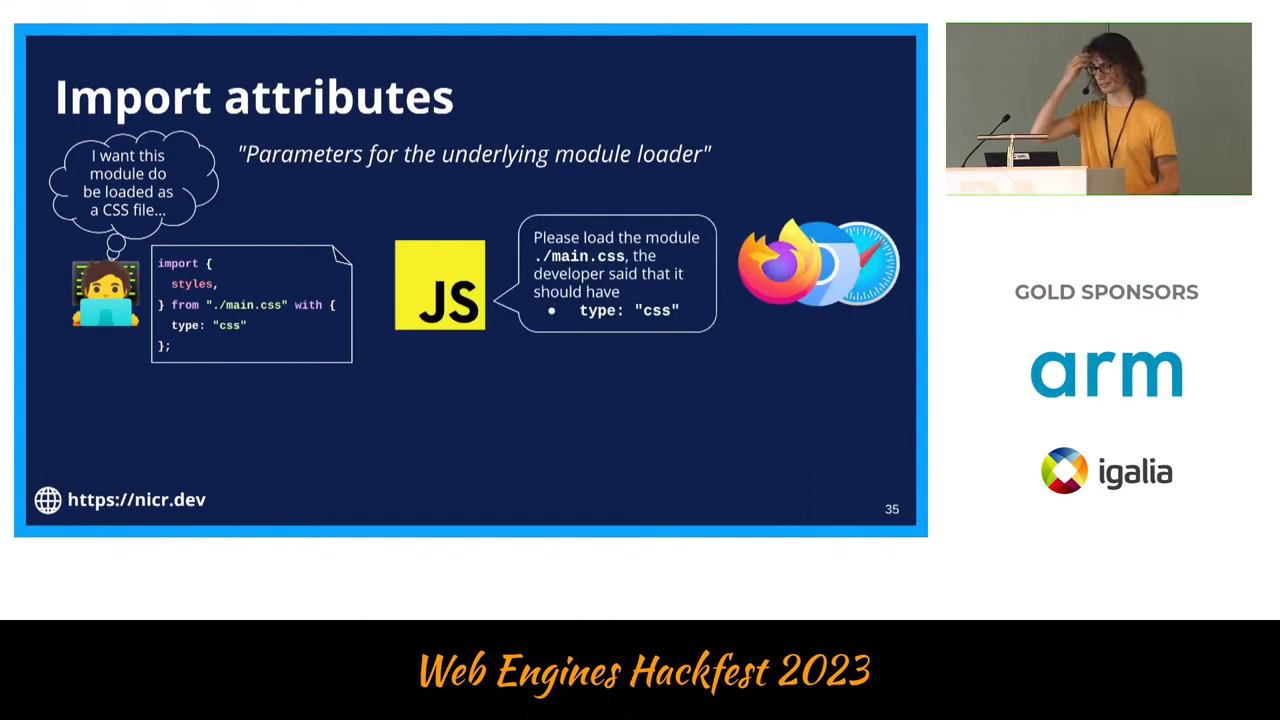 Import attributes
"Parameters for the underlying module loader"
I want this
module do
be loaded as
a CSS file...
import {
styles,
} from "./main.css" with {
type: "css"
};
JS
Please load the module
./main.css, the
developer said that it
should have
● type: "css"
https://nicr.dev
35
GOLD SPONSORS
arm
igalia
Web Engines Hackfest 2023